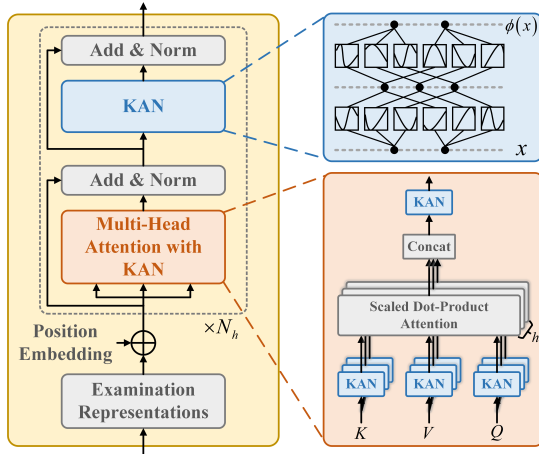 Add & Norm
KAN
Add & Norm
Multi-Head
Attention with
KAN
×Nₕ
Position
Embedding
Examination
Representations
ϕ(x)
x
KAN
Concat
Scaled Dot-Product
Attention
h
KAN
KAN
KAN
K
V
Q